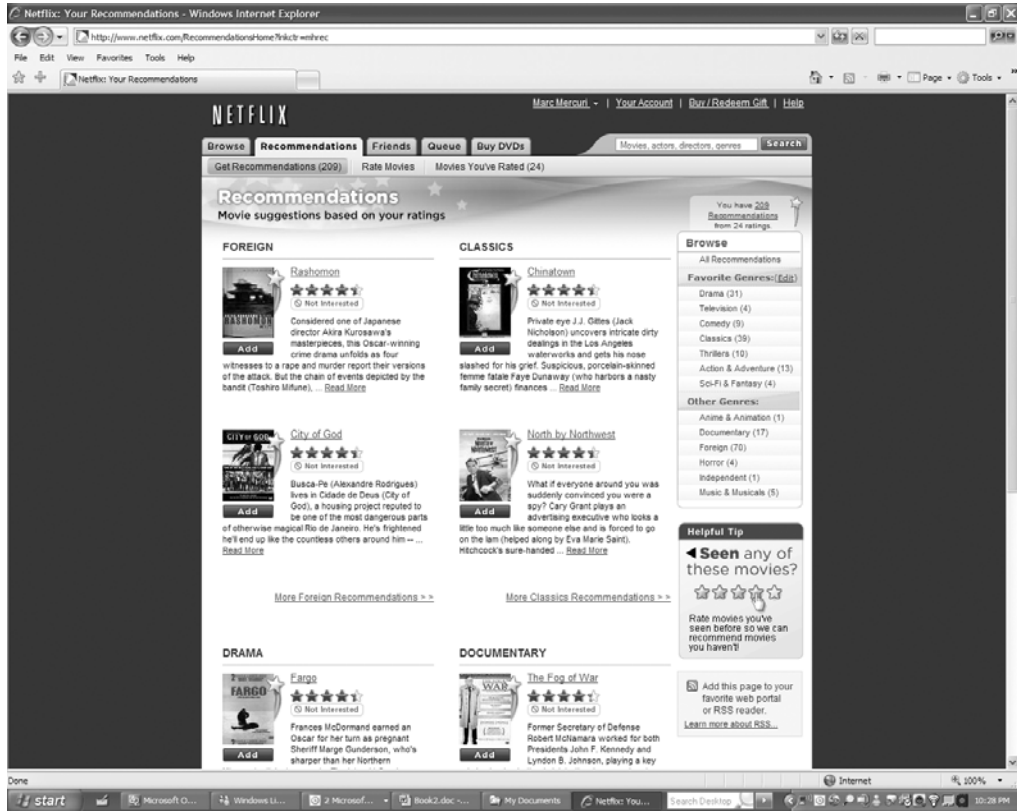 Netflix: Your Recommendations - Windows Internet Explorer
http://www.netflix.com/RecommendationsHome?lnkctr=mhrec
File Edit View Favorites Tools Help
Netflix: Your Recommendations
Page Tools
NETFLIX
Marc Mercuri | Your Account | Buy / Redeem Gift | Help
Browse Recommendations Friends Queue Buy DVDs
Movies, actors, directors, genres Search
Get Recommendations (209) Rate Movies Movies You've Rated (24)
Recommendations
Movie suggestions based on your ratings
You have 209
Recommendations
from 24 ratings.
FOREIGN
RASHOMON
Add
Rashomon
Not Interested
Considered one of Japanese
director Akira Kurosawa's
masterpieces, this Oscar-winning
crime drama unfolds as four
witnesses to a rape and murder report their versions
of the attack. But the chain of events depicted by the
bandit (Toshiro Mifune), ... Read More
CITY OF GOD
Add
City of God
Not Interested
Busca-Pe (Alexandre Rodrigues)
lives in Cidade de Deus (City of
God), a housing project reputed to
be one of the most dangerous parts
of otherwise magical Rio de Janeiro. He's frightened
he'll end up like the countless others around him -- ...
Read More
More Foreign Recommendations > >
CLASSICS
Add
Chinatown
Not Interested
Private eye J.J. Gittes (Jack
Nicholson) uncovers intricate dirty
dealings in the Los Angeles
waterworks and gets his nose
slashed for his grief. Suspicious, porcelain-skinned
femme fatale Faye Dunaway (who harbors a nasty
family secret) finances ... Read More
Add
North by Northwest
Not Interested
What if everyone around you was
suddenly convinced you were a
spy? Cary Grant plays an
advertising executive who looks a
little too much like someone else and is forced to go
on the lam (helped along by Eva Marie Saint).
Hitchcock's sure-handed ... Read More
More Classics Recommendations > >
DRAMA
FARGO
Add
Fargo
Not Interested
Frances McDormand earned an
Oscar for her turn as pregnant
Sheriff Marge Gunderson, who's
sharper than her Northern
DOCUMENTARY
WAR
Add
The Fog of War
Not Interested
Former Secretary of Defense
Robert McNamara worked for both
Presidents John F. Kennedy and
Lyndon B. Johnson, playing a key
Browse
All Recommendations
Favorite Genres:(Edit)
Drama (31)
Television (4)
Comedy (9)
Classics (39)
Thrillers (10)
Action & Adventure (13)
Sci-Fi & Fantasy (4)
Other Genres:
Anime & Animation (1)
Documentary (17)
Foreign (70)
Horror (4)
Independent (1)
Music & Musicals (5)
Helpful Tip
Seen any of
these movies?
Rate movies you've
seen before so we can
recommend movies
you haven't!
Add this page to your
favorite web portal
or RSS reader.
Learn more about RSS...
Done Internet 100%
start Microsoft O... Windows Li... 2 Microsof... Book2.doc -... My Documents Netflix: You... Search Desktop 10:28 PM